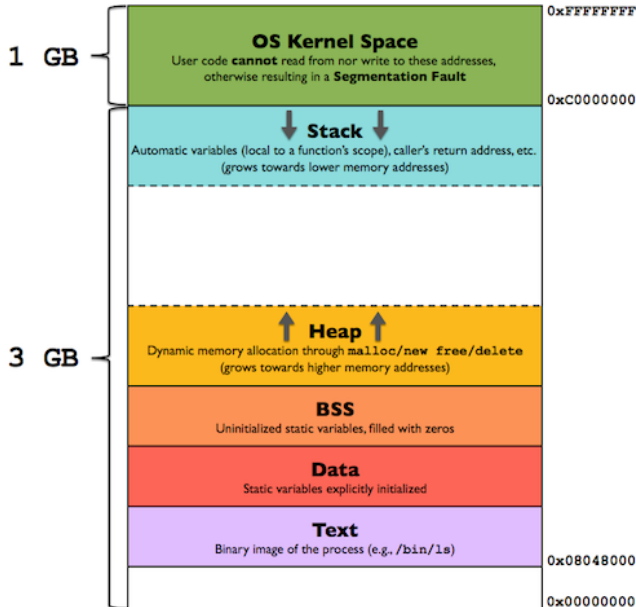 0xFFFFFFFF
1 GB
OS Kernel Space
User code cannot read from nor write to these addresses,
otherwise resulting in a Segmentation Fault
0xC0000000
Stack
Automatic variables (local to a function's scope), caller's return address, etc.
(grows towards lower memory addresses)
3 GB
Heap
Dynamic memory allocation through malloc/new free/delete
(grows towards higher memory addresses)
BSS
Uninitialized static variables, filled with zeros
Data
Static variables explicitly initialized
Text
Binary image of the process (e.g., /bin/ls)
0x08048000
0x00000000